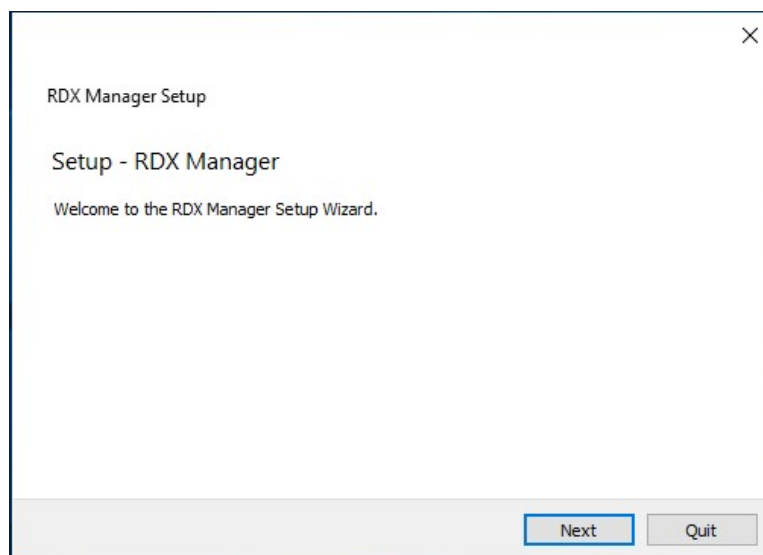 RDX Manager Setup
Setup - RDX Manager
Welcome to the RDX Manager Setup Wizard.
Next
Quit